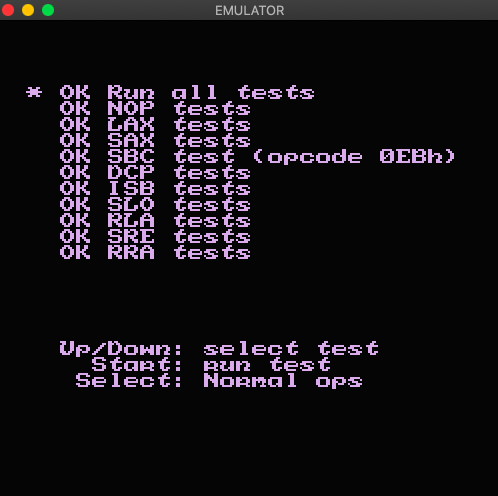 EMULATOR
* OK Run all tests
OK NOP tests
OK LAX tests
OK SAX tests
OK SBC test (opcode 0EBh)
OK DCP tests
OK ISB tests
OK SLO tests
OK RLA tests
OK SRE tests
OK RRA tests
Up/Down: select test
Start: run test
Select: Normal ops